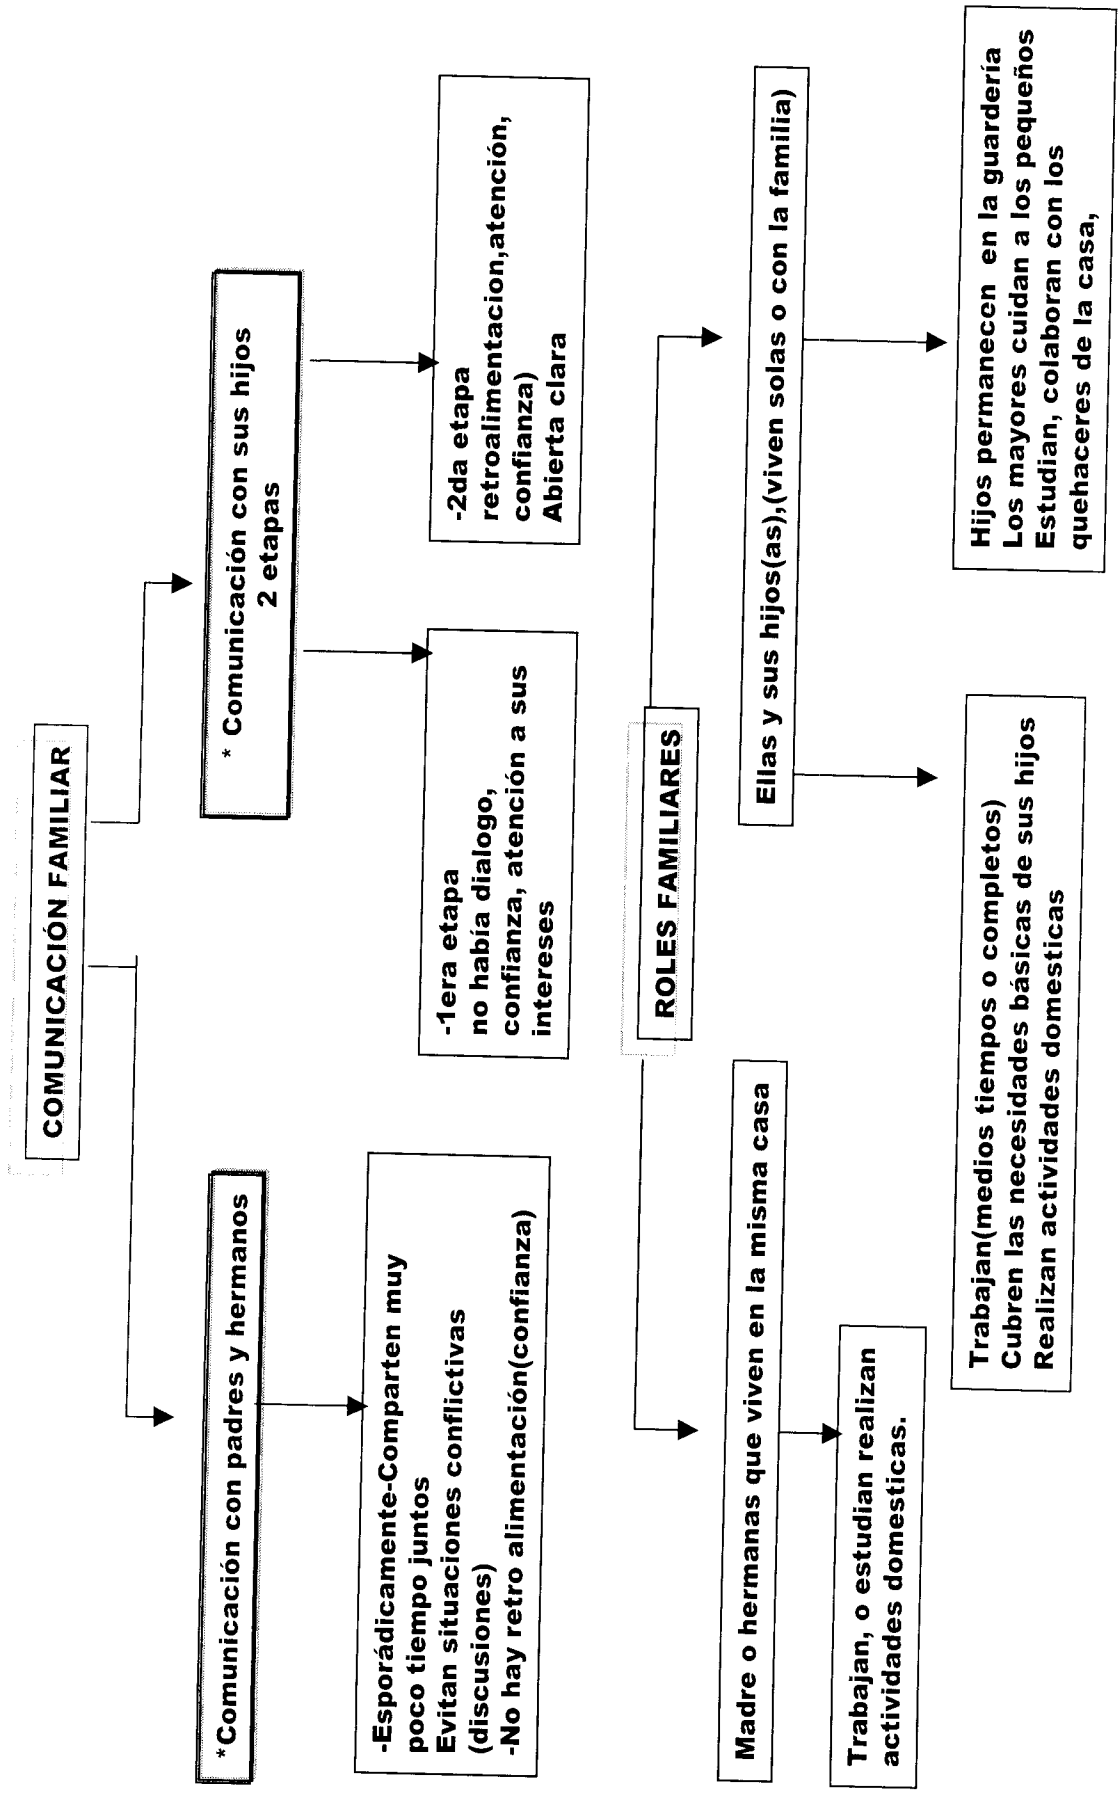 COMUNICACIÓN FAMILIAR
*Comunicación con padres y hermanos
* Comunicación con sus hijos
2 etapas
-Esporádicamente-Comparten muy
poco tiempo juntos
Evitan situaciones conflictivas
(discusiones)
-No hay retro alimentación(confianza)
-1era etapa
no había dialogo,
confianza, atención a sus
intereses
-2da etapa
retroalimentacion,atención,
confianza)
Abierta clara
ROLES FAMILIARES
Madre o hermanas que viven en la misma casa
Ellas y sus hijos(as),(viven solas o con la familia)
Trabajan, o estudian realizan
actividades domesticas.
Trabajan(medios tiempos o completos)
Cubren las necesidades básicas de sus hijos
Realizan actividades domesticas
Hijos permanecen en la guardería
Los mayores cuidan a los pequeños
Estudian, colaboran con los
quehaceres de la casa,